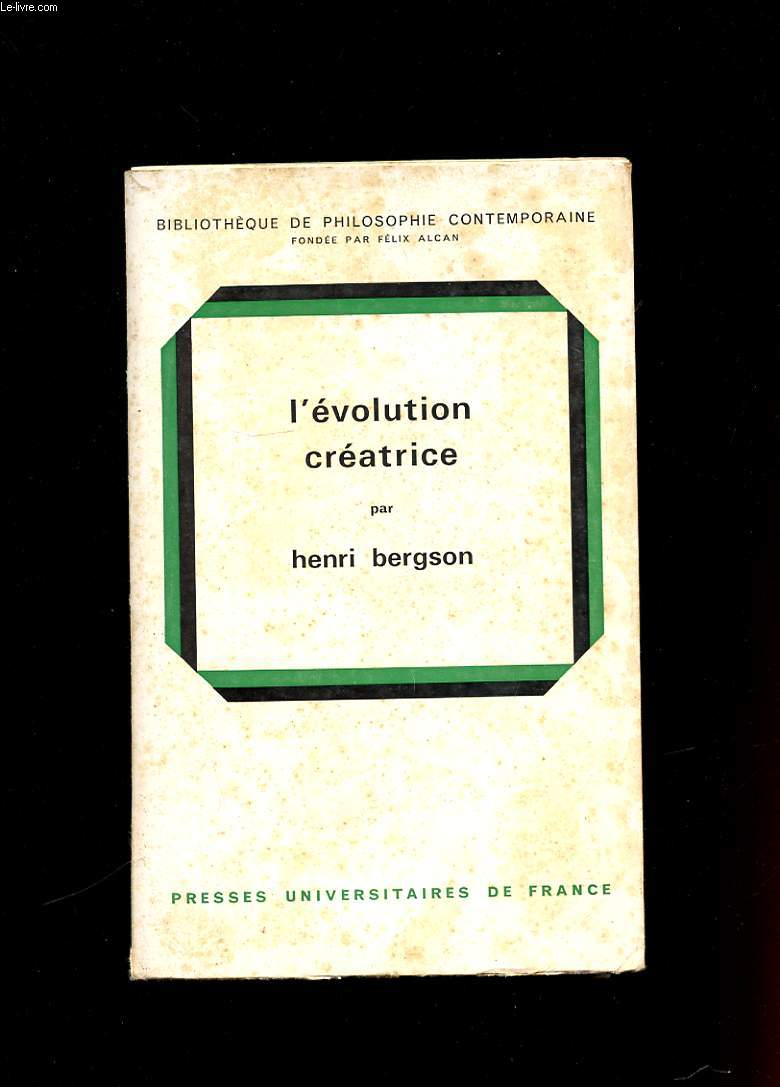 Le-livre.com
BIBLIOTHÈQUE DE PHILOSOPHIE CONTEMPORAINE
FONDÉE PAR FÉLIX ALCAN
l'évolution
créatrice
par
henri bergson
PRESSES UNIVERSITAIRES DE FRANCE